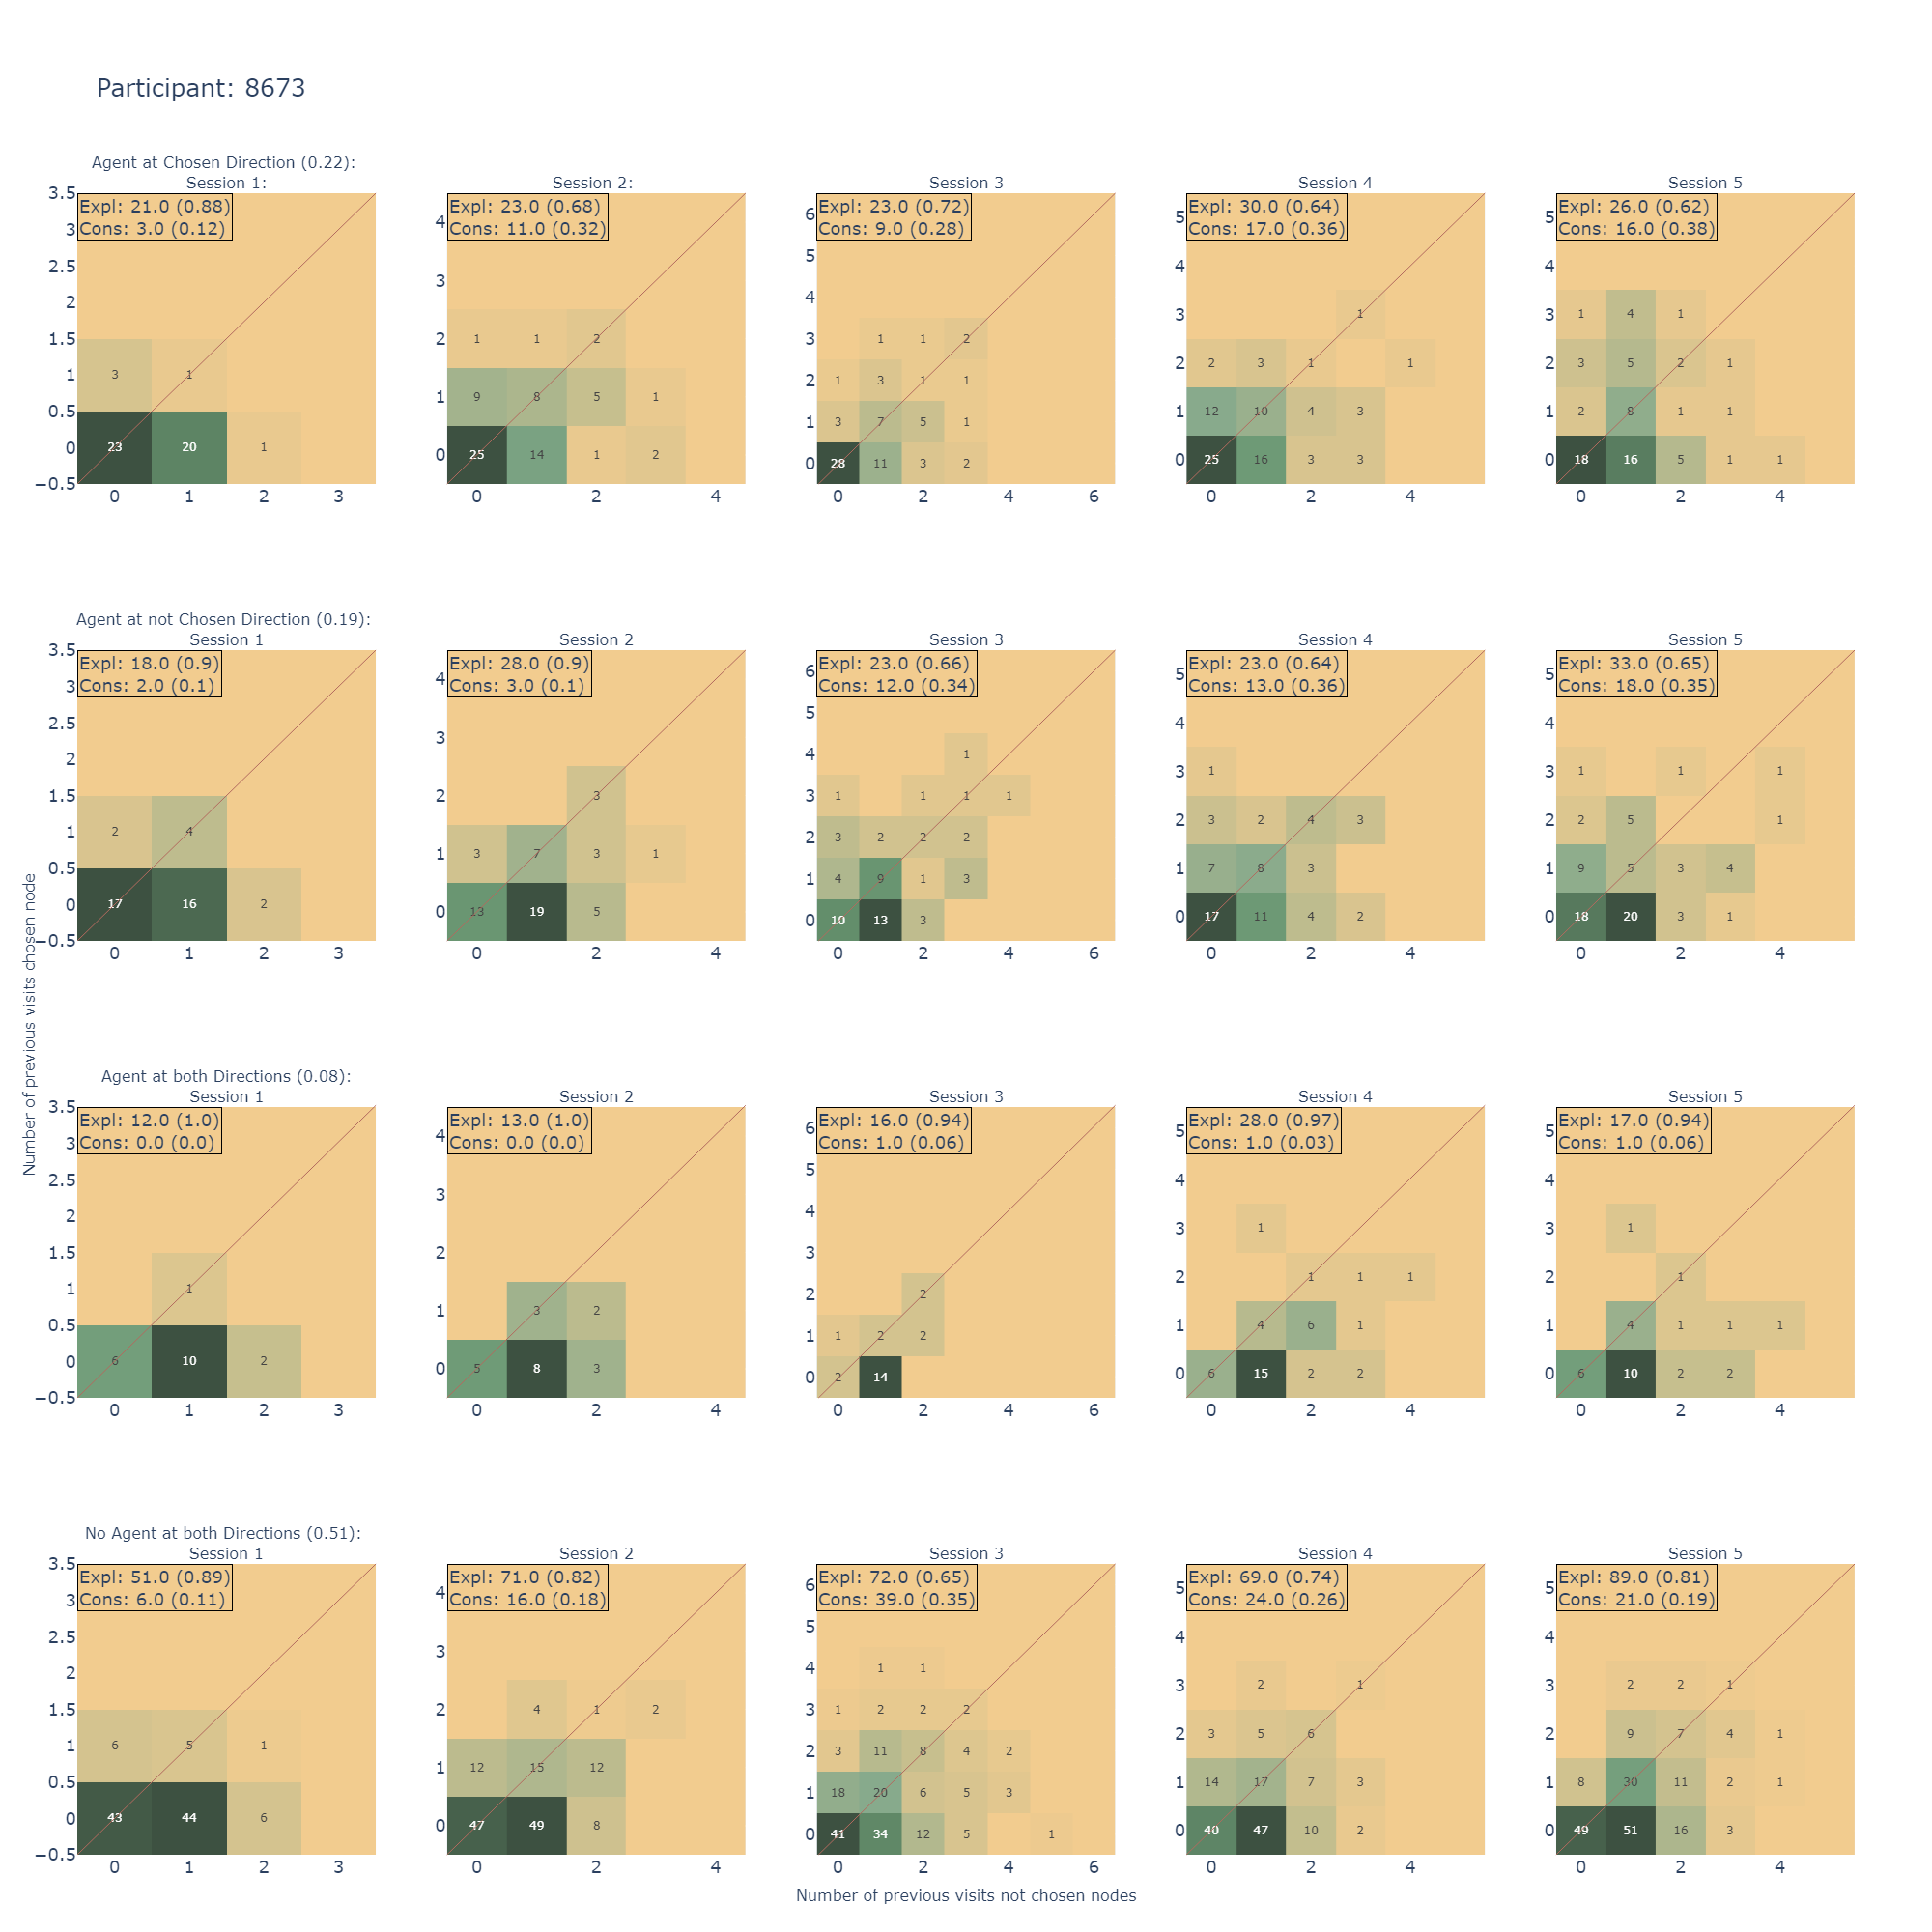 Participant: 8673
Agent at Chosen Direction (0.22):
Session 1:
Session 2:
Session 3
Session 4
Session 5
Expl: 21.0 (0.88)
Cons: 3.0 (0.12)
Expl: 23.0 (0.68)
Cons: 11.0 (0.32)
Expl: 23.0 (0.72)
Cons: 9.0 (0.28)
Expl: 30.0 (0.64)
Cons: 17.0 (0.36)
Expl: 26.0 (0.62)
Cons: 16.0 (0.38)
3.5
3
2.5
2
1.5
1
0.5
0
−0.5
3 1
23 20 1
0 1 2 3
4
3
2
1
0
1 1 2
9 8 5 1
25 14 1 2
0 2 4
6
5
4
3
2
1
0
1 1 2
1 3 1 1
3 7 5 1
28 11 3 2
0 2 4 6
5
4
3
2
1
0
1
2 3 1 1
12 10 4 3
25 16 3 3
0 2 4
5
4
3
2
1
0
1 4 1
3 5 2 1
2 8 1 1
18 16 5 1 1
0 2 4
Agent at not Chosen Direction (0.19):
Session 1
Session 2
Session 3
Session 4
Session 5
Expl: 18.0 (0.9)
Cons: 2.0 (0.1)
Expl: 28.0 (0.9)
Cons: 3.0 (0.1)
Expl: 23.0 (0.66)
Cons: 12.0 (0.34)
Expl: 23.0 (0.64)
Cons: 13.0 (0.36)
Expl: 33.0 (0.65)
Cons: 18.0 (0.35)
3.5
3
2.5
2
1.5
1
0.5
0
−0.5
2 4
17 16 2
0 1 2 3
4
3
2
1
0
3
3 7 3 1
13 19 5
0 2 4
6
5
4
3
2
1
0
1
1 1 1 1
3 2 2 2
4 9 1 3
10 13 3
0 2 4 6
5
4
3
2
1
0
1
3 2 4 3
7 8 3
17 11 4 2
0 2 4
5
4
3
2
1
0
1 1 1
2 5 1
9 5 3 4
18 20 3 1
0 2 4
Number of previous visits chosen node
Agent at both Directions (0.08):
Session 1
Session 2
Session 3
Session 4
Session 5
Expl: 12.0 (1.0)
Cons: 0.0 (0.0)
Expl: 13.0 (1.0)
Cons: 0.0 (0.0)
Expl: 16.0 (0.94)
Cons: 1.0 (0.06)
Expl: 28.0 (0.97)
Cons: 1.0 (0.03)
Expl: 17.0 (0.94)
Cons: 1.0 (0.06)
3.5
3
2.5
2
1.5
1
0.5
0
−0.5
1
6 10 2
0 1 2 3
4
3
2
1
0
3 2
5 8 3
0 2 4
6
5
4
3
2
1
0
2
1 2 2
2 14
0 2 4 6
5
4
3
2
1
0
1
1 1 1
4 6 1
6 15 2 2
0 2 4
5
4
3
2
1
0
1
1
4 1 1 1
6 10 2 2
0 2 4
No Agent at both Directions (0.51):
Session 1
Session 2
Session 3
Session 4
Session 5
Expl: 51.0 (0.89)
Cons: 6.0 (0.11)
Expl: 71.0 (0.82)
Cons: 16.0 (0.18)
Expl: 72.0 (0.65)
Cons: 39.0 (0.35)
Expl: 69.0 (0.74)
Cons: 24.0 (0.26)
Expl: 89.0 (0.81)
Cons: 21.0 (0.19)
3.5
3
2.5
2
1.5
1
0.5
0
−0.5
6 5 1
43 44 6
0 1 2 3
4
3
2
1
0
4 1 2
12 15 12
47 49 8
0 2 4
6
5
4
3
2
1
0
1 1
1 2 2 2
3 11 8 4 2
18 20 6 5 3
41 34 12 5 1
0 2 4 6
5
4
3
2
1
0
2 1
3 5 6
14 17 7 3
40 47 10 2
0 2 4
5
4
3
2
1
0
2 2 1
9 7 4 1
8 30 11 2 1
49 51 16 3
0 2 4
Number of previous visits not chosen nodes